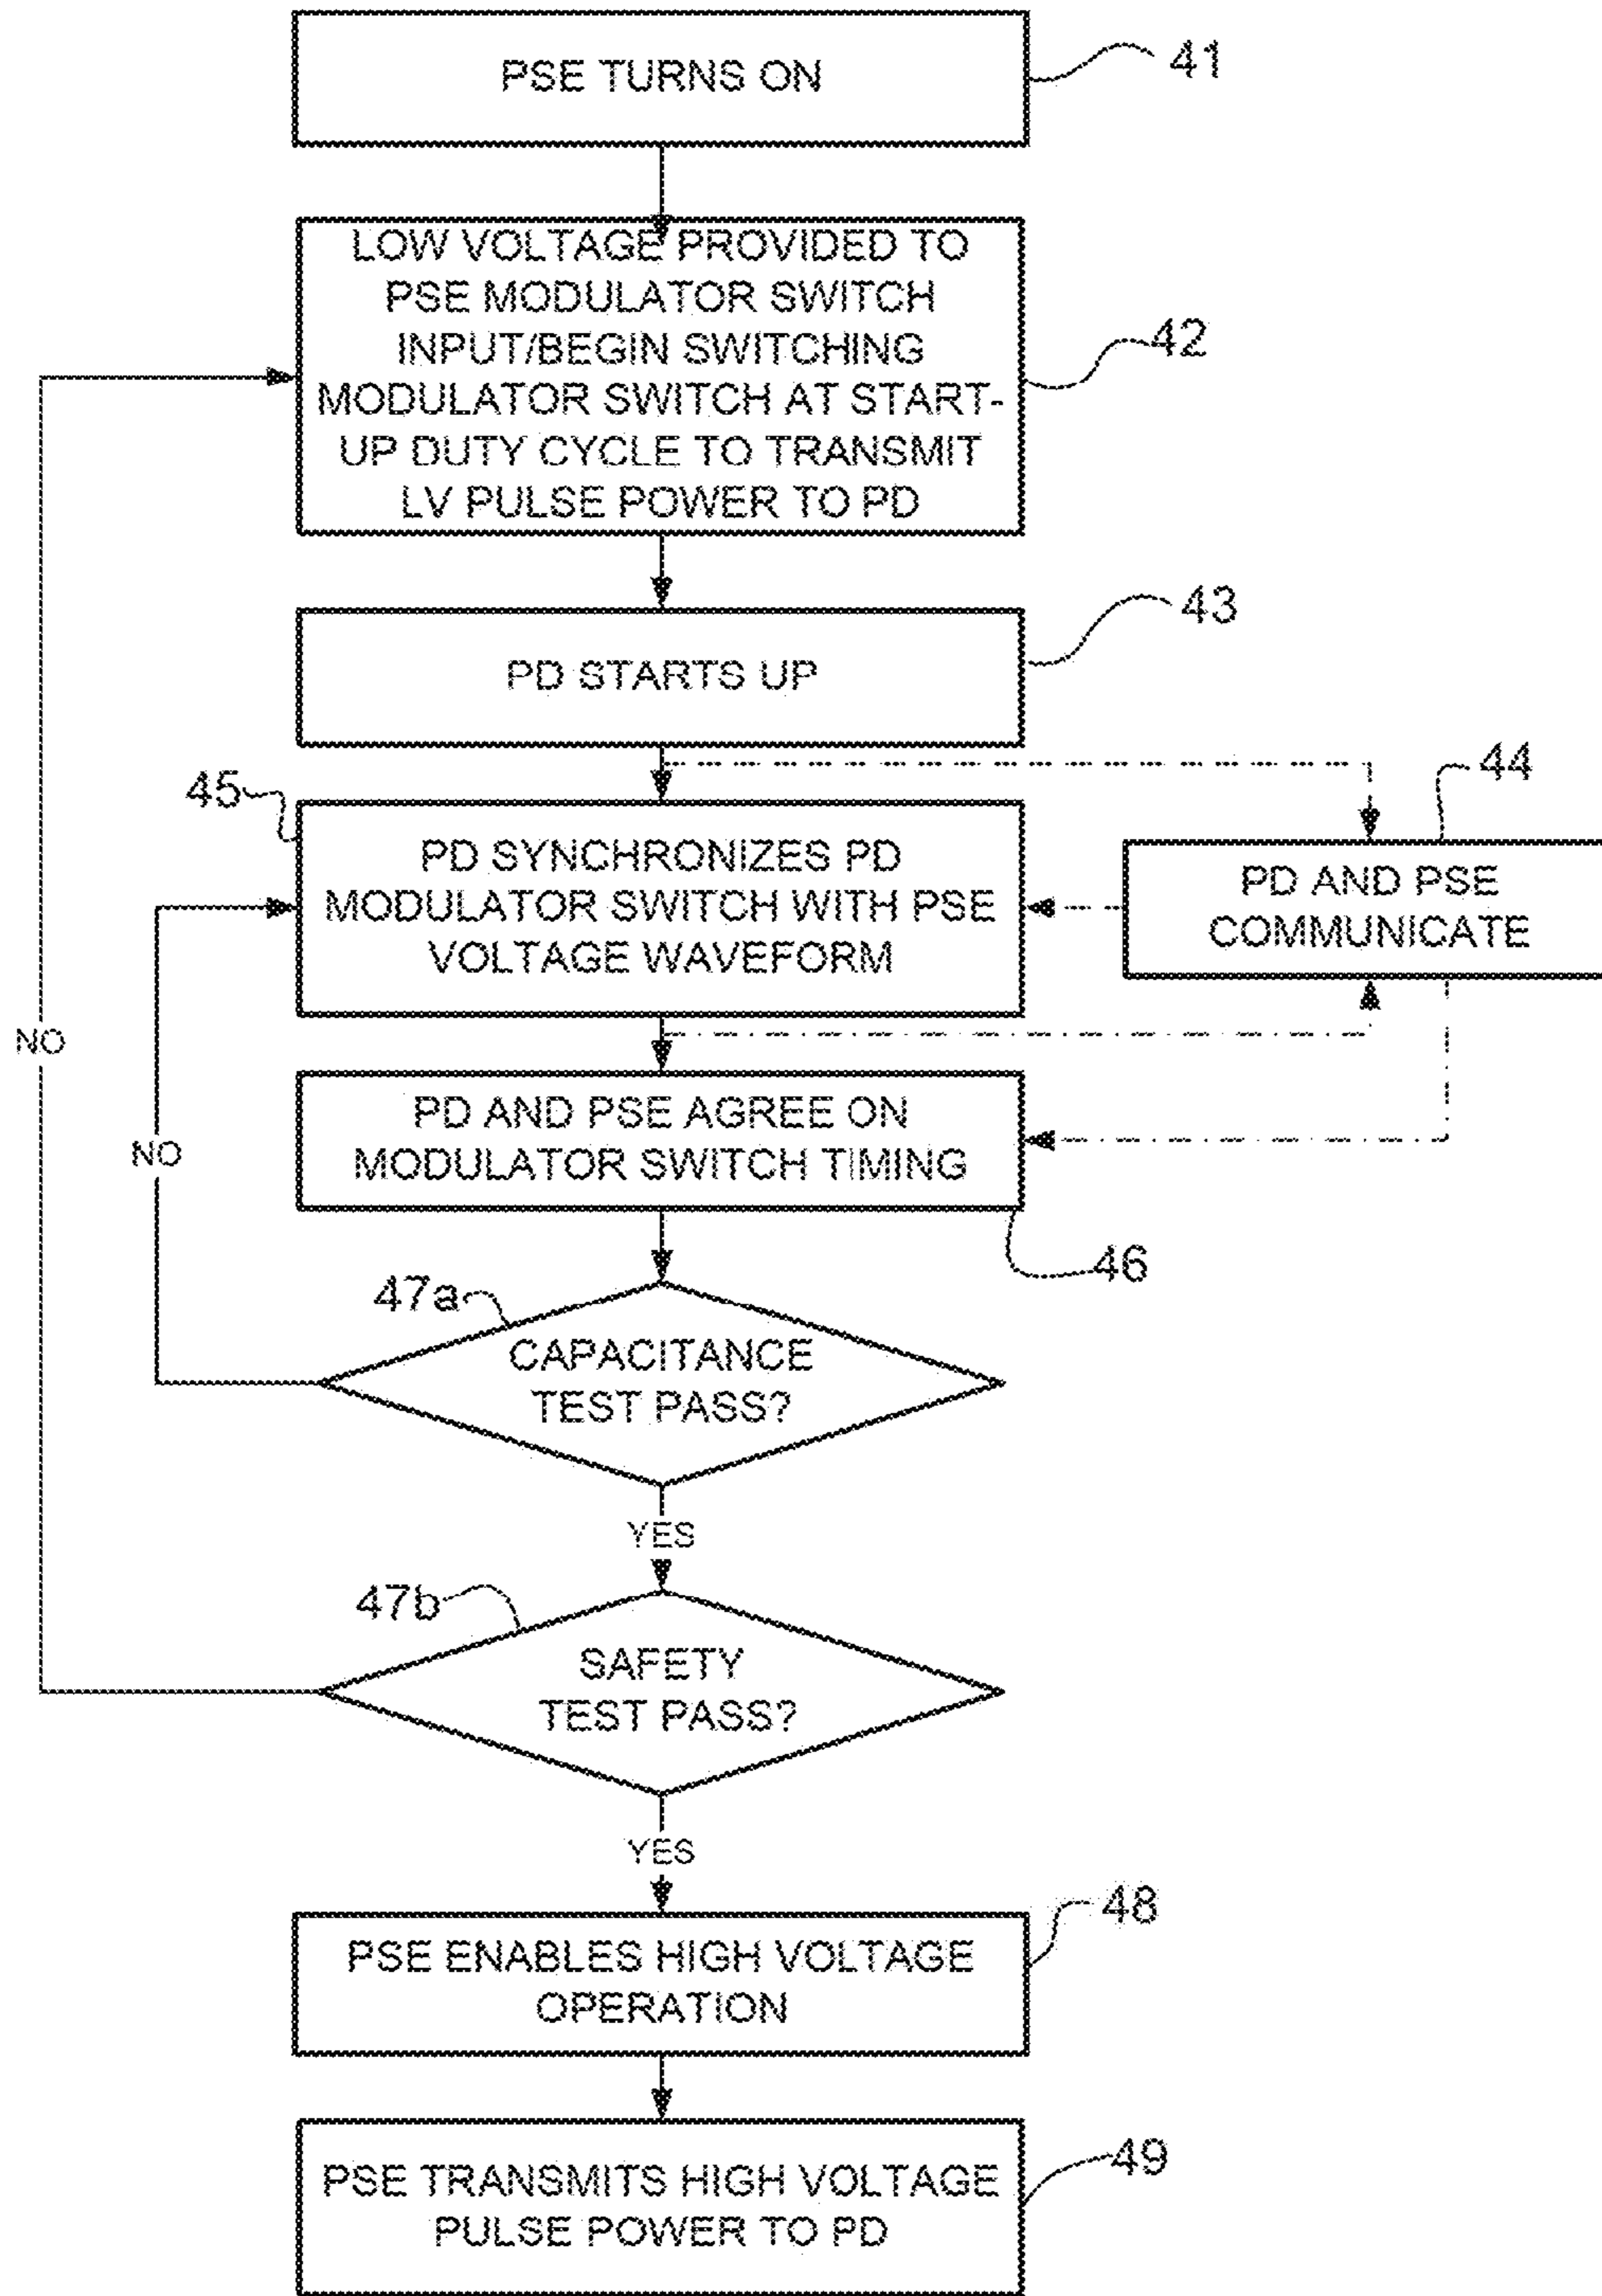 PSE TURNS ON
41
LOW VOLTAGE PROVIDED TO
PSE MODULATOR SWITCH
INPUT/BEGIN SWITCHING
MODULATOR SWITCH AT START-
UP DUTY CYCLE TO TRANSMIT
LV PULSE POWER TO PD
42
PD STARTS UP
43
44
45
PD SYNCHRONIZES PD
MODULATOR SWITCH WITH PSE
VOLTAGE WAVEFORM
PD AND PSE
COMMUNICATE
NO
PD AND PSE AGREE ON
MODULATOR SWITCH TIMING
NO
46
47a
CAPACITANCE
TEST PASS?
YES
47b
SAFETY
TEST PASS?
YES
48
PSE ENABLES HIGH VOLTAGE
OPERATION
49
PSE TRANSMITS HIGH VOLTAGE
PULSE POWER TO PD